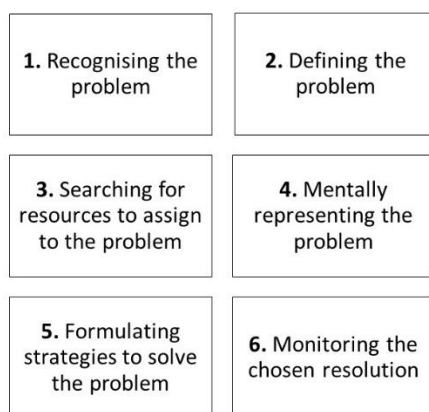 1. Recognising the
problem
2. Defining the
problem
3. Searching for
resources to assign
to the problem
4. Mentally
representing the
problem
5. Formulating
strategies to solve
the problem
6. Monitoring the
chosen resolution